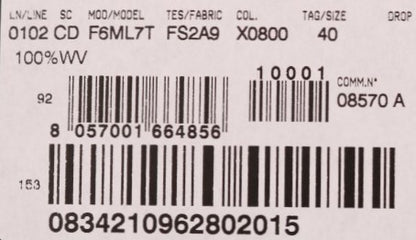 LN/LINE SC MOD/MODEL TES/FABRIC COL. TAG/SIZE DROP
0102 CD F6ML7T FS2A9 X0800 40
100%WV
10001
COMM.N°
92
08570 A
8 057001 664856
153
0834210962802015